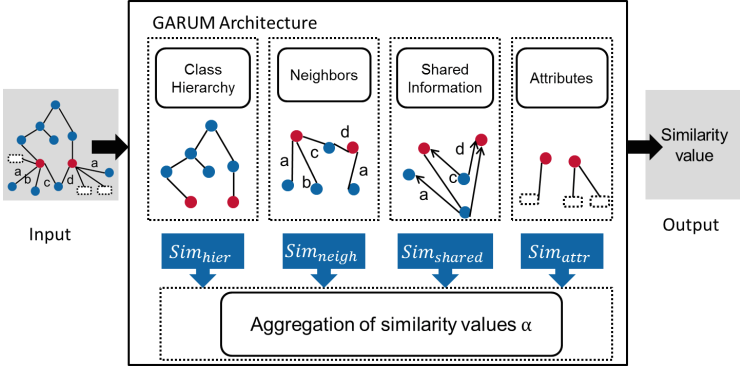 GARUM Architecture
Class
Hierarchy
Neighbors
Shared
Information
Attributes
a
b
c
d
a
Input
a
c
d
b
a
d
c
a
Similarity
value
Output
Sim_hier
Sim_neigh
Sim_shared
Sim_attr
Aggregation of similarity values α